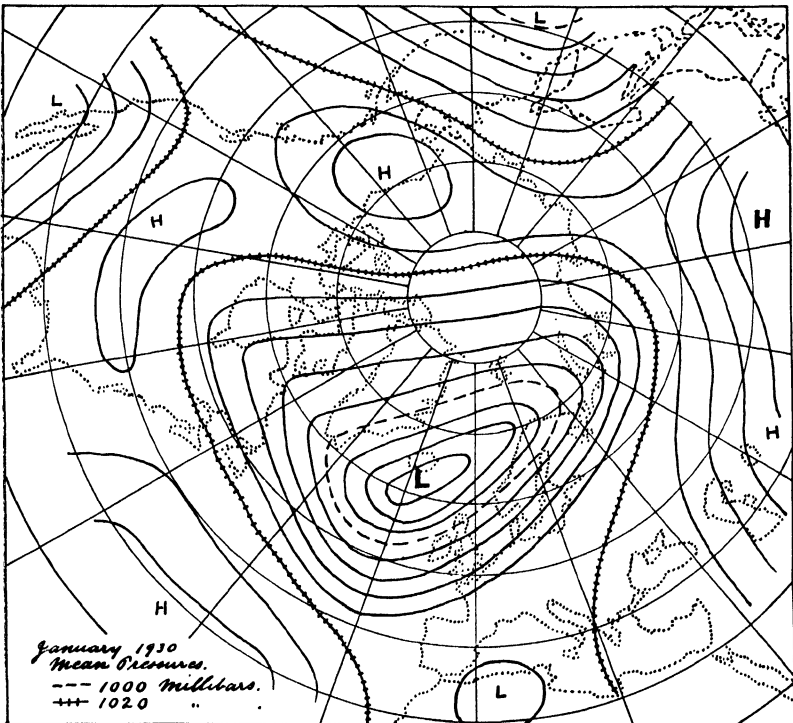 L
L
H
H
H
H
L
H
January 1930
Mean Pressures.
--- 1000 Millibars.
+++ 1020 " .
L